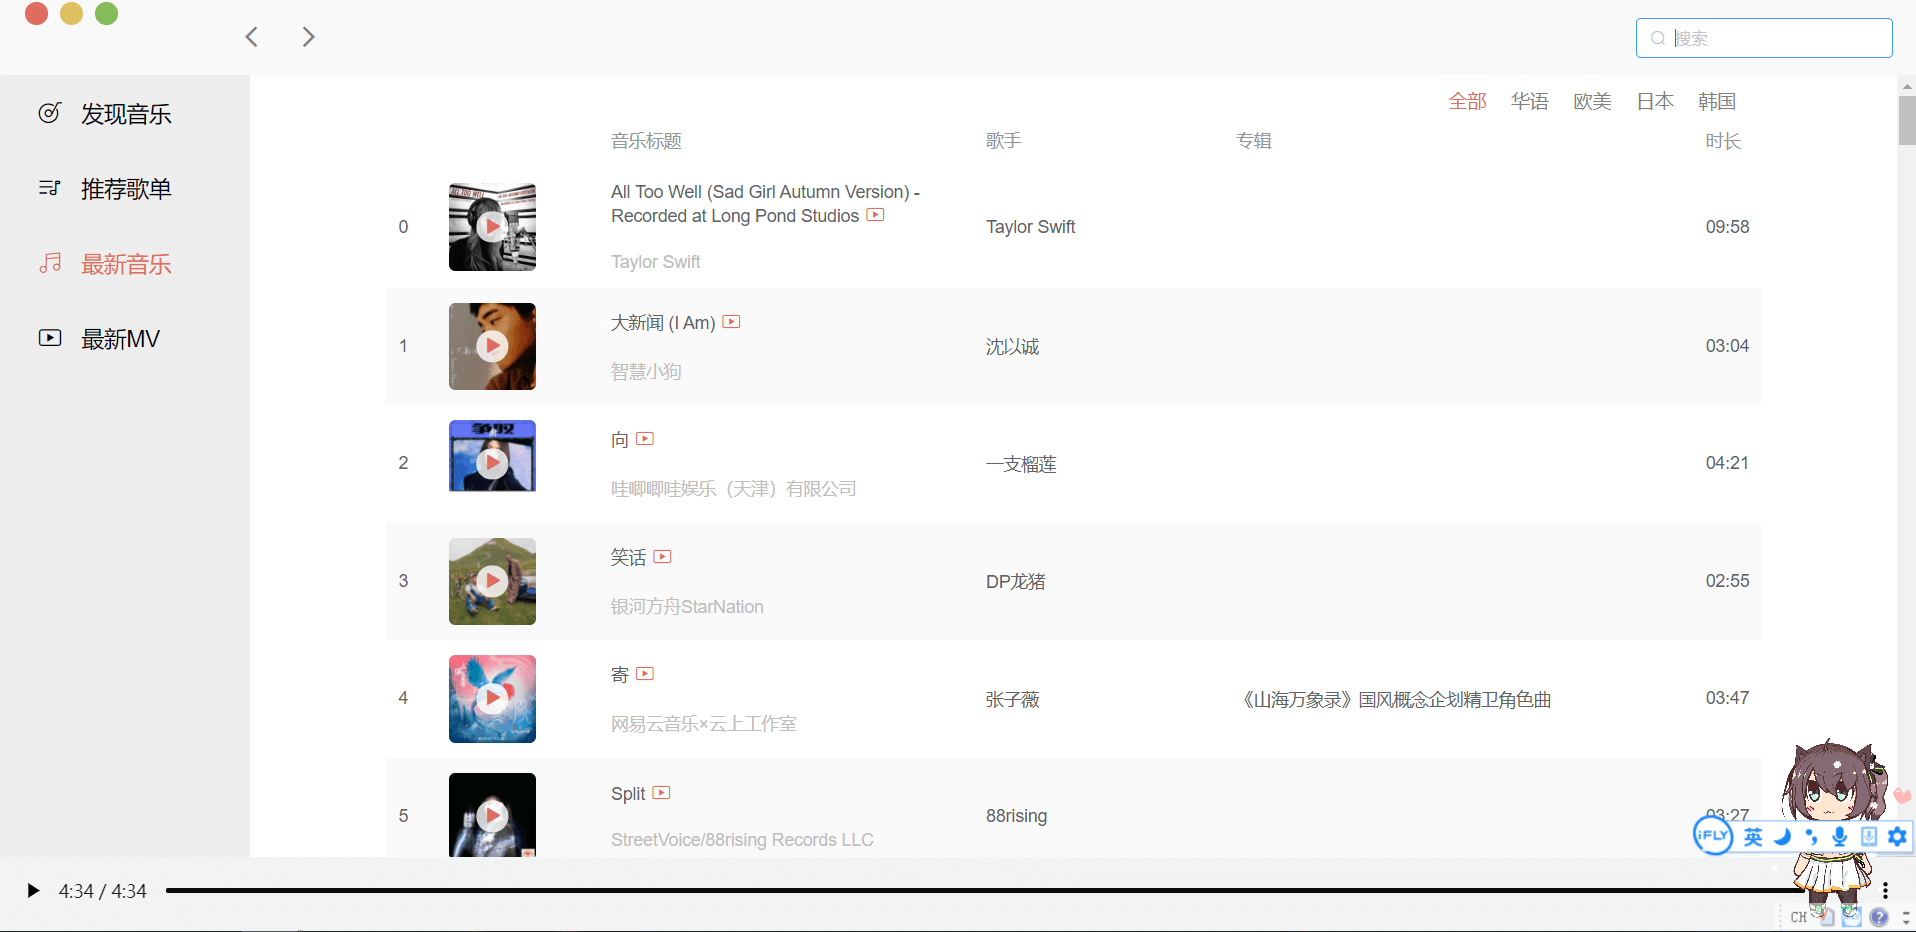 搜索
发现音乐
推荐歌单
最新音乐
最新MV
全部 华语 欧美 日本 韩国
音乐标题 歌手 专辑 时长
0
All Too Well (Sad Girl Autumn Version) -
Recorded at Long Pond Studios
Taylor Swift
Taylor Swift
09:58
1
大新闻 (I Am)
智慧小狗
沈以诚
03:04
2
向
哇唧唧哇娱乐（天津）有限公司
一支榴莲
04:21
3
笑话
银河方舟StarNation
DP龙猪
02:55
4
寄
网易云音乐×云上工作室
张子薇
《山海万象录》国风概念企划精卫角色曲
03:47
5
Split
StreetVoice/88rising Records LLC
88rising
03:27
iFLY 英
4:34 / 4:34
CH